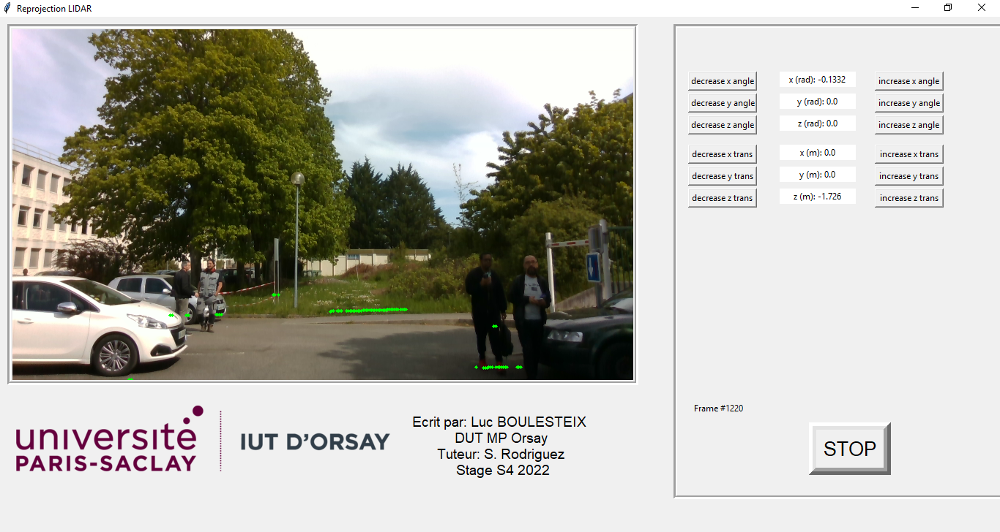 Reprojection LIDAR
decrease x angle x (rad): -0.1332 increase x angle
decrease y angle y (rad): 0.0 increase y angle
decrease z angle z (rad): 0.0 increase z angle
decrease x trans x (m): 0.0 increase x trans
decrease y trans y (m): 0.0 increase y trans
decrease z trans z (m): -1.726 increase z trans
Frame #1220
STOP
université
PARIS-SACLAY
IUT D'ORSAY
Ecrit par: Luc BOULESTEIX
DUT MP Orsay
Tuteur: S. Rodriguez
Stage S4 2022